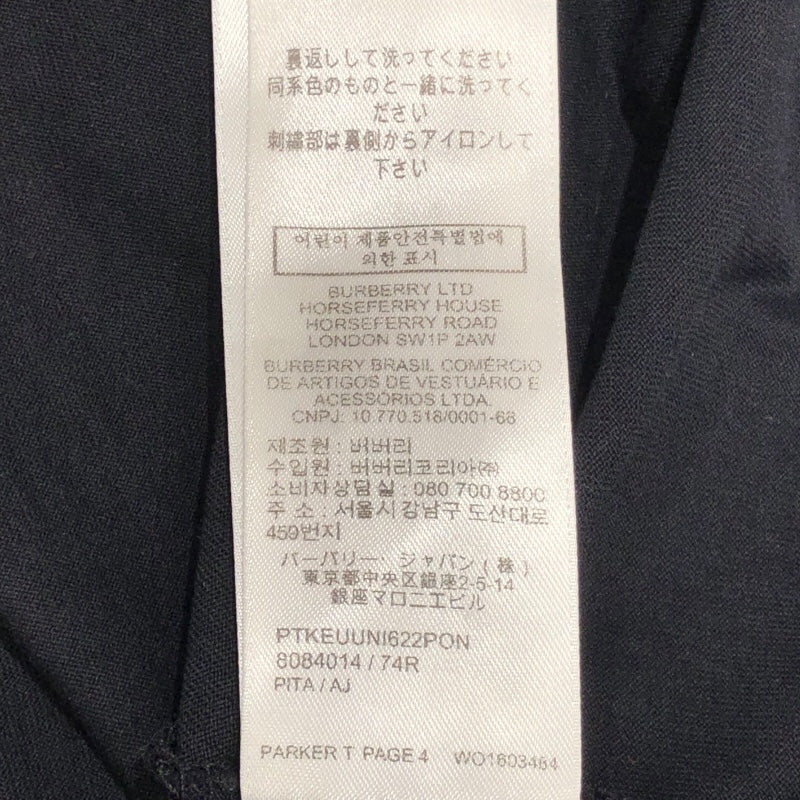 裏返しして洗ってください
同系色のものと一緒に洗ってく
ださい
刺繍部は裏側からアイロンして
下さい
어린이 제품안전특별법에
의한 표시
BURBERRY LTD
HORSEFERRY HOUSE
HORSEFERRY ROAD
LONDON SW1P 2AW
BURBERRY BRASIL COMÉRCIO
DE ARTIGOS DE VESTUÁRIO E
ACESSÓRIOS LTDA.
CNPJ: 10.770.518/0001-68
제조원 : 버버리
수입원 : 버버리코리아㈜
소비자상담실 : 080 700 8800
주 소 : 서울시 강남구 도산대로
459번지
バーバリー・ジャパン(株)
東京都中央区銀座2-5-14
銀座マロニエビル
PTKEUUNI622PON
8084014 / 74R
PITA / AJ
PARKER T PAGE 4 WO1603484